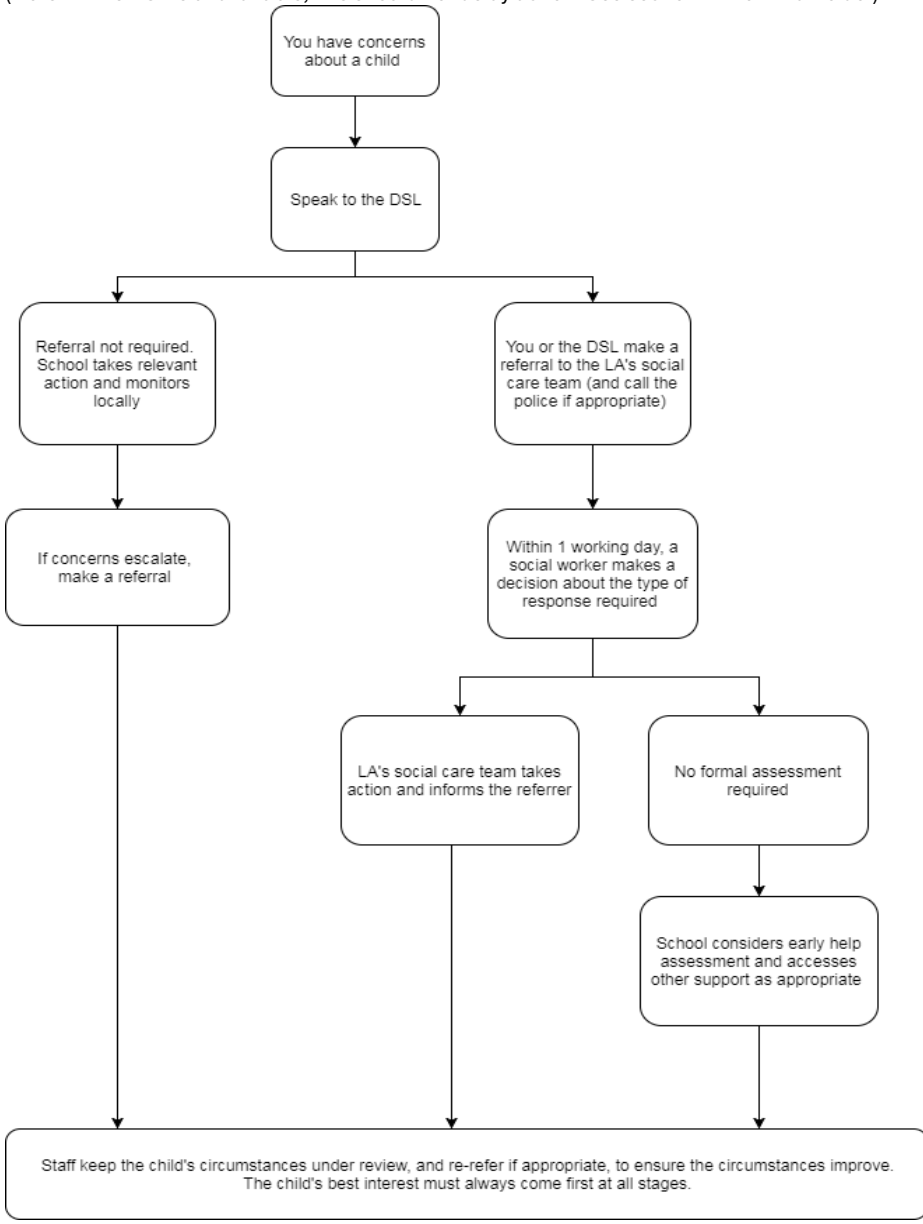 You have concerns
about a child
Speak to the DSL
Referral not required.
School takes relevant
action and monitors
locally
You or the DSL make a
referral to the LA's social
care team (and call the
police if appropriate)
If concerns escalate,
make a referral
Within 1 working day, a
social worker makes a
decision about the type of
response required
LA's social care team takes
action and informs the referrer
No formal assessment
required
School considers early help
assessment and accesses
other support as appropriate
Staff keep the child's circumstances under review, and re-refer if appropriate, to ensure the circumstances improve.
The child's best interest must always come first at all stages.